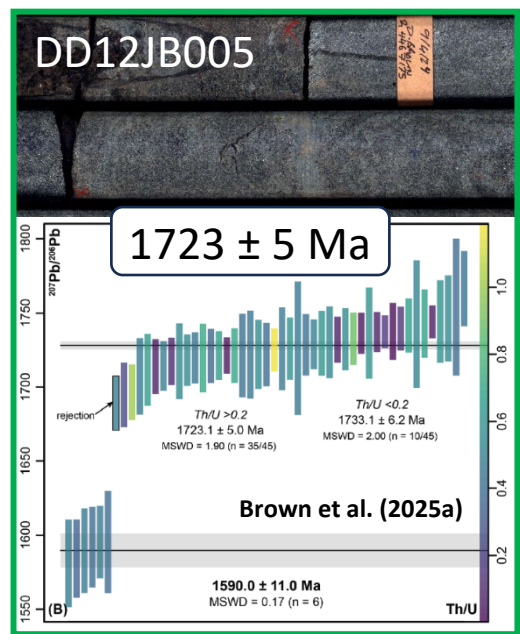 DD12JB005
1723 ± 5 Ma
²⁰⁷Pb/²⁰⁶Pb
1800
1750
1700
1650
1600
1550
1.0
0.8
0.6
0.4
0.2
rejection
Th/U >0.2
1723.1 ± 5.0 Ma
MSWD = 1.90 (n = 35/45)
Th/U <0.2
1733.1 ± 6.2 Ma
MSWD = 2.00 (n = 10/45)
Brown et al. (2025a)
1590.0 ± 11.0 Ma
MSWD = 0.17 (n = 6)
(B)
Th/U